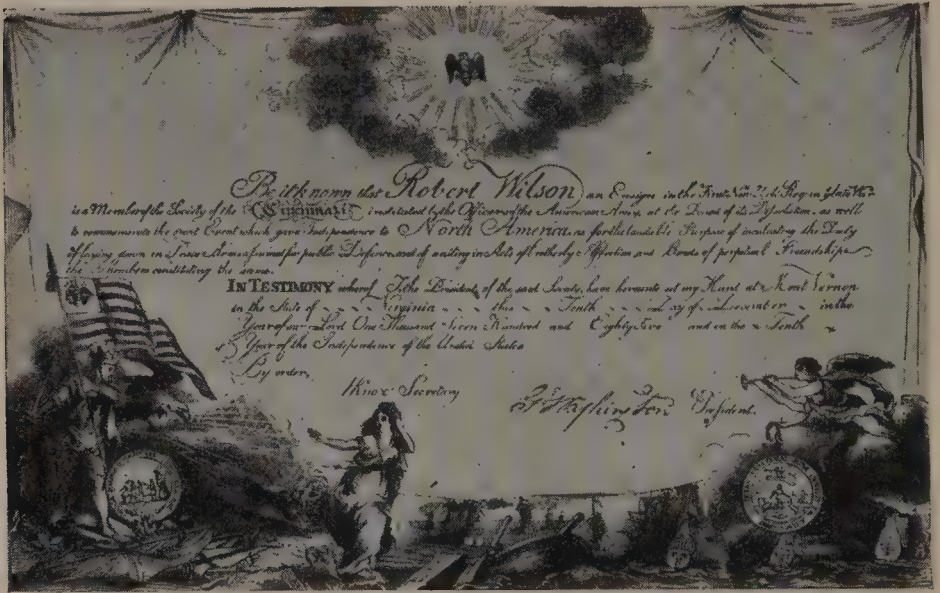 Be it known that Robert Wilson an Ensign in the First New York Regim.t late War
is a Member of the Society of the Cincinnati instituted by the Officers of the American Army, at the Period of its Dissolution, as well
to commemorate the great Event which gave Independence to North America, as for the laudable Purpose of inculcating the Duty
of laying down in Peace Arms assumed for public Defence, and of uniting in Acts of brotherly Affection and Bonds of perpetual Friendship
the Members constituting the same.
IN TESTIMONY whereof I, the President of the said Society, have hereunto set my Hand at Mount Vernon
in the State of Virginia this Tenth Day of December in the
Year of our Lord One Thousand Seven Hundred and Eighty Five and in the Tenth
Year of the Independence of the United States.
By order,
HKnox Secretary
G:Washington President.